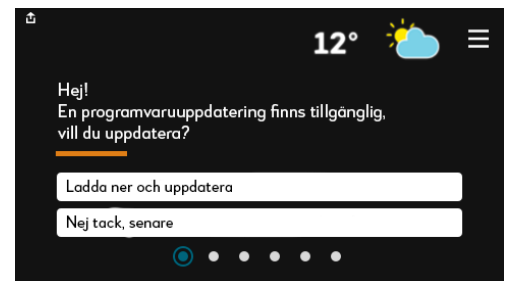 12°
Hej!
En programvaruuppdatering finns tillgänglig,
vill du uppdatera?
Ladda ner och uppdatera
Nej tack, senare